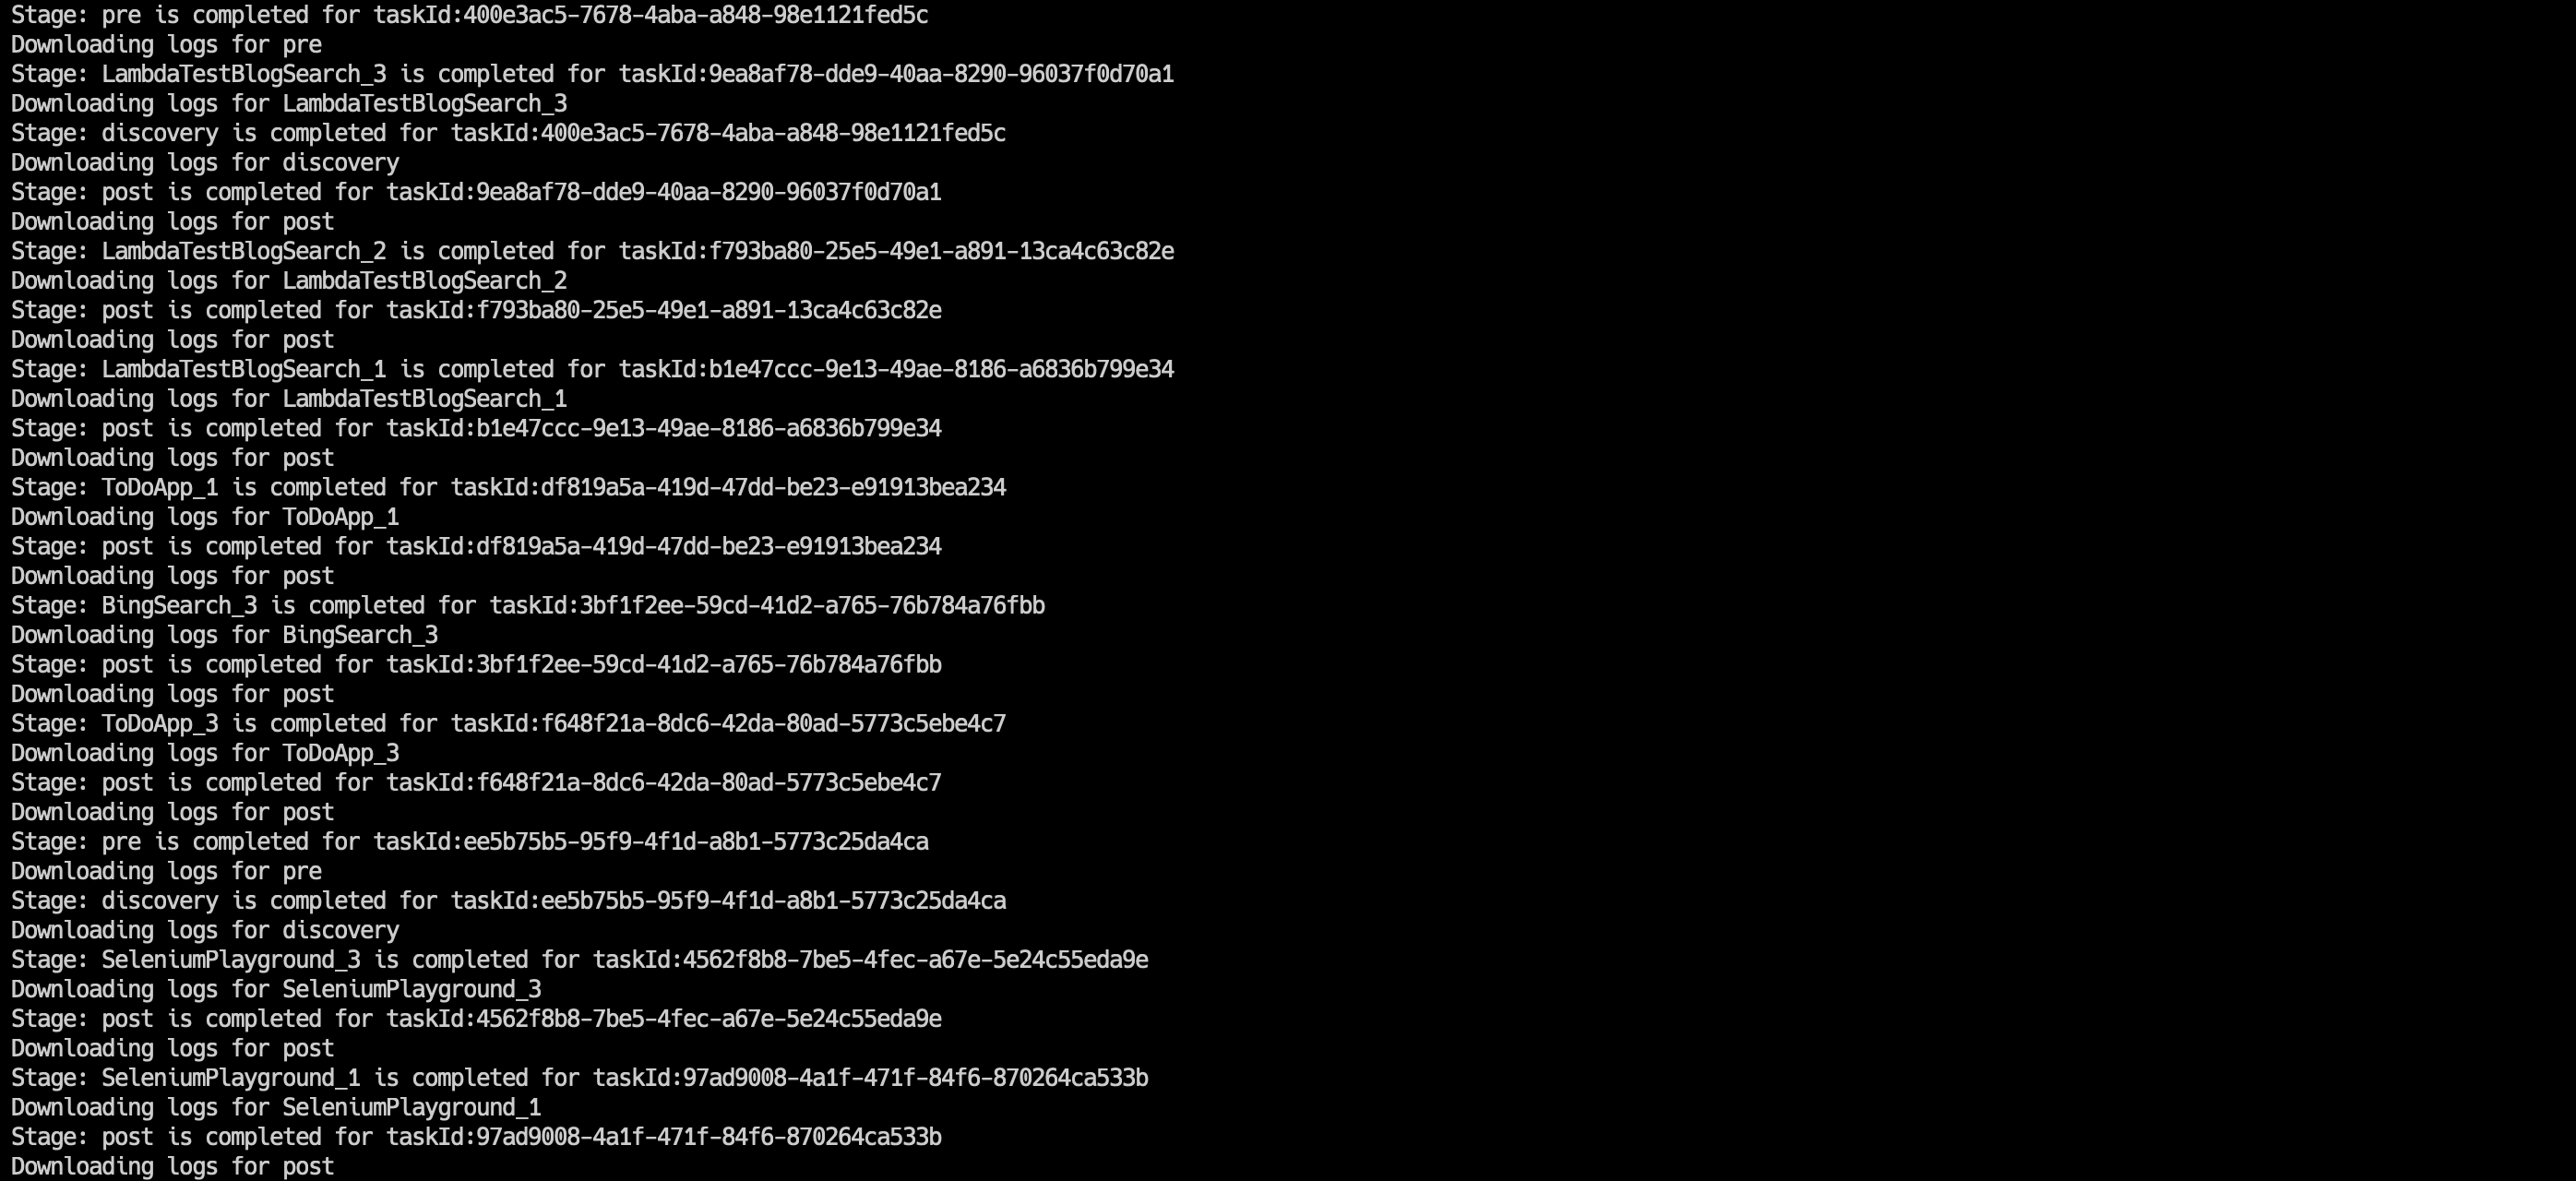 Stage: pre is completed for taskId:400e3ac5-7678-4aba-a848-98e1121fed5c
Downloading logs for pre
Stage: LambdaTestBlogSearch_3 is completed for taskId:9ea8af78-dde9-40aa-8290-96037f0d70a1
Downloading logs for LambdaTestBlogSearch_3
Stage: discovery is completed for taskId:400e3ac5-7678-4aba-a848-98e1121fed5c
Downloading logs for discovery
Stage: post is completed for taskId:9ea8af78-dde9-40aa-8290-96037f0d70a1
Downloading logs for post
Stage: LambdaTestBlogSearch_2 is completed for taskId:f793ba80-25e5-49e1-a891-13ca4c63c82e
Downloading logs for LambdaTestBlogSearch_2
Stage: post is completed for taskId:f793ba80-25e5-49e1-a891-13ca4c63c82e
Downloading logs for post
Stage: LambdaTestBlogSearch_1 is completed for taskId:b1e47ccc-9e13-49ae-8186-a6836b799e34
Downloading logs for LambdaTestBlogSearch_1
Stage: post is completed for taskId:b1e47ccc-9e13-49ae-8186-a6836b799e34
Downloading logs for post
Stage: ToDoApp_1 is completed for taskId:df819a5a-419d-47dd-be23-e91913bea234
Downloading logs for ToDoApp_1
Stage: post is completed for taskId:df819a5a-419d-47dd-be23-e91913bea234
Downloading logs for post
Stage: BingSearch_3 is completed for taskId:3bf1f2ee-59cd-41d2-a765-76b784a76fbb
Downloading logs for BingSearch_3
Stage: post is completed for taskId:3bf1f2ee-59cd-41d2-a765-76b784a76fbb
Downloading logs for post
Stage: ToDoApp_3 is completed for taskId:f648f21a-8dc6-42da-80ad-5773c5ebe4c7
Downloading logs for ToDoApp_3
Stage: post is completed for taskId:f648f21a-8dc6-42da-80ad-5773c5ebe4c7
Downloading logs for post
Stage: pre is completed for taskId:ee5b75b5-95f9-4f1d-a8b1-5773c25da4ca
Downloading logs for pre
Stage: discovery is completed for taskId:ee5b75b5-95f9-4f1d-a8b1-5773c25da4ca
Downloading logs for discovery
Stage: SeleniumPlayground_3 is completed for taskId:4562f8b8-7be5-4fec-a67e-5e24c55eda9e
Downloading logs for SeleniumPlayground_3
Stage: post is completed for taskId:4562f8b8-7be5-4fec-a67e-5e24c55eda9e
Downloading logs for post
Stage: SeleniumPlayground_1 is completed for taskId:97ad9008-4a1f-471f-84f6-870264ca533b
Downloading logs for SeleniumPlayground_1
Stage: post is completed for taskId:97ad9008-4a1f-471f-84f6-870264ca533b
Downloading logs for post